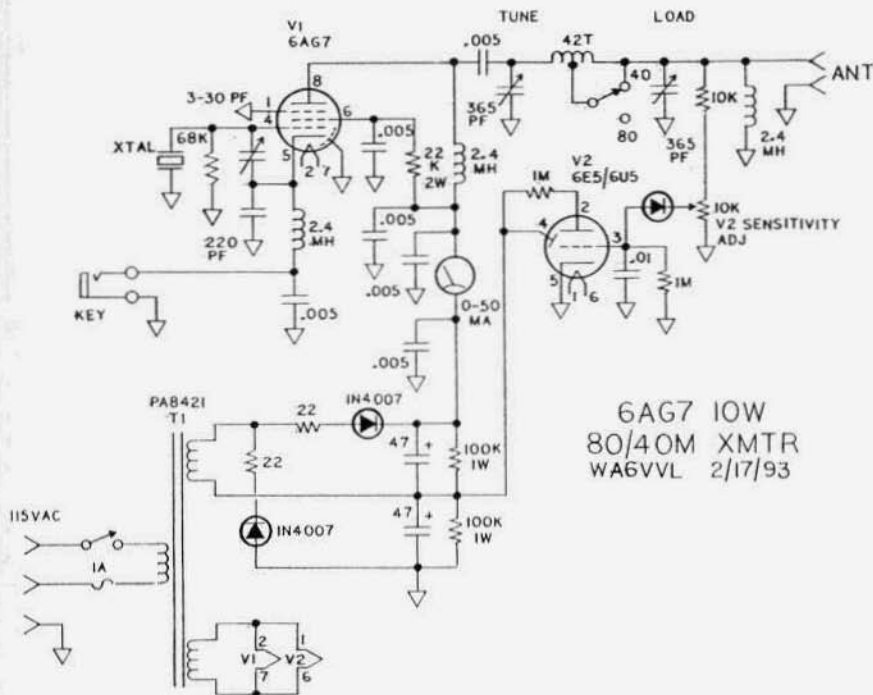 TUNE
LOAD
V1
6AG7
.005
42T
40
80
ANT
8
3-30 PF
1
4
6
68K
XTAL
5
2
7
.005
22
K
2W
2.4
MH
365
PF
365
PF
10K
2.4
MH
V2
6E5/6U5
1M
4
2
3
5
1
6
10K
V2 SENSITIVITY
ADJ
.01
1M
220
PF
2.4
MH
.005
.005
.005
0-50
MA
KEY
.005
PA8421
T1
22
1N4007
47
+
100K
1W
22
1N4007
47
+
100K
1W
6AG7 10W
80/40M XMTR
WA6VVL 2/17/93
115VAC
1A
2
1
V1
V2
7
6